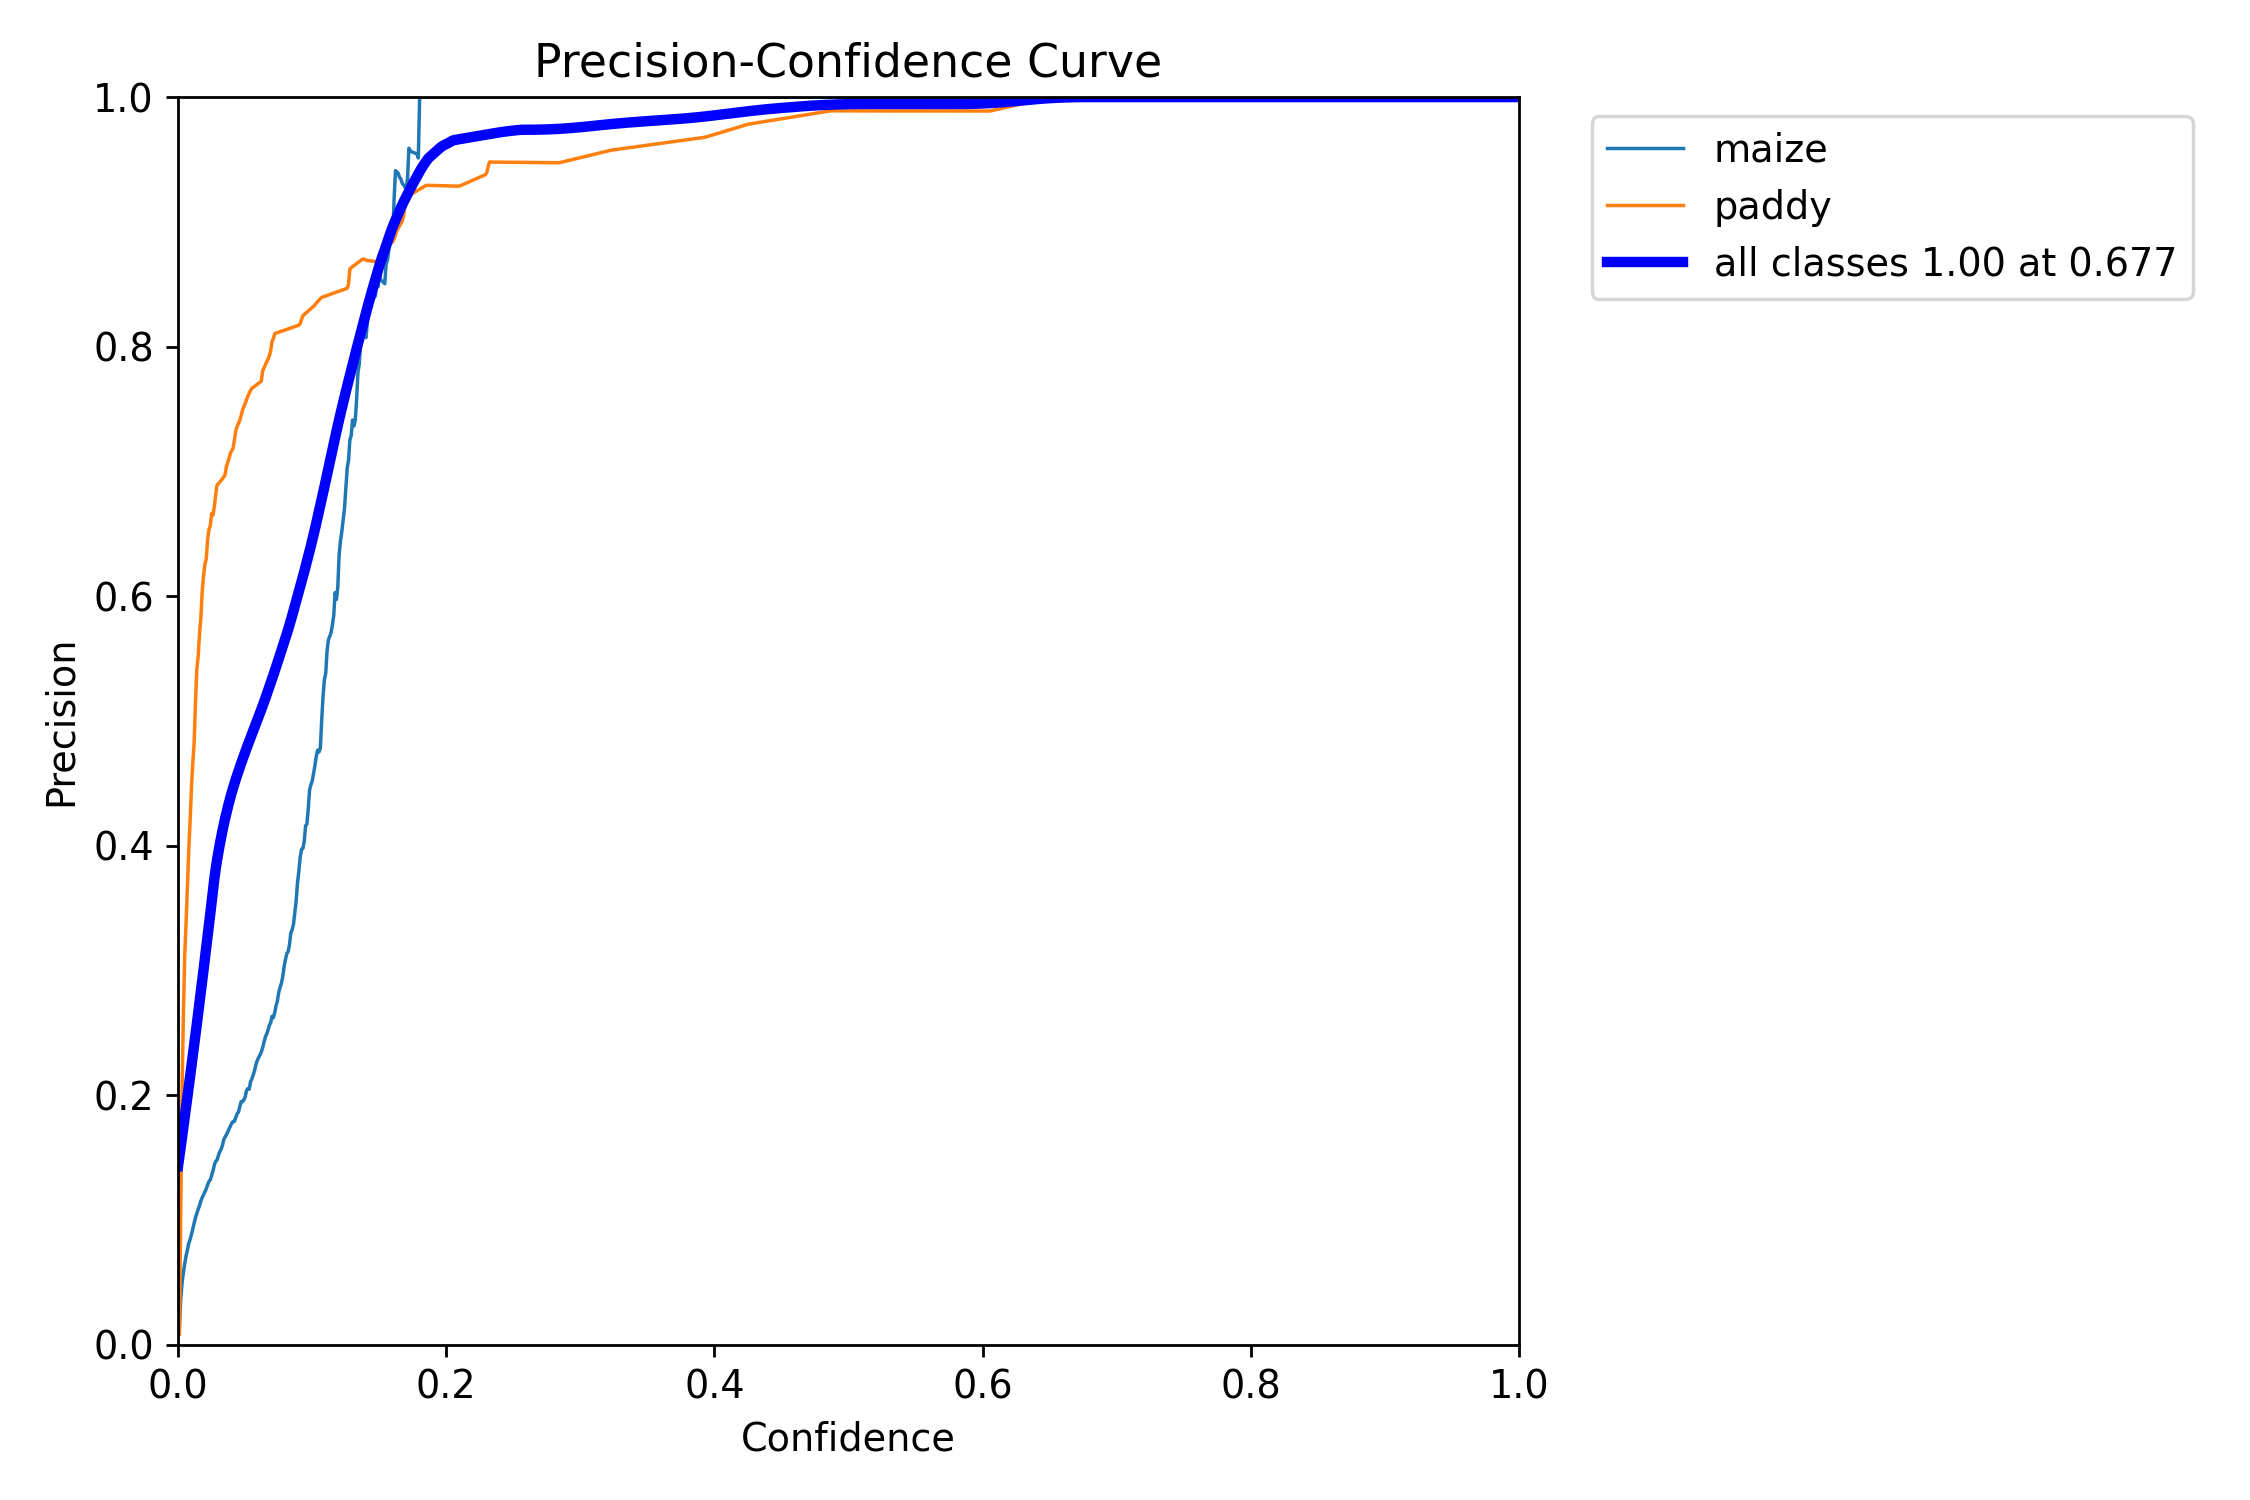 Precision-Confidence Curve
1.0
0.8
0.6
0.4
0.2
0.0
Precision
0.0 0.2 0.4 0.6 0.8 1.0
Confidence
maize
paddy
all classes 1.00 at 0.677